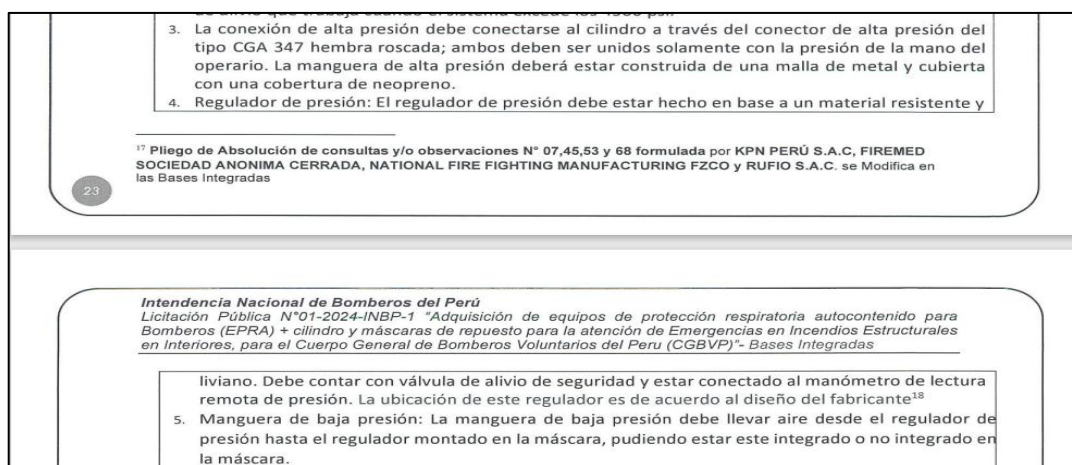 de alivio que trabaja cuando el sistema excede los 4500 psi.
3. La conexión de alta presión debe conectarse al cilindro a través del conector de alta presión del
tipo CGA 347 hembra roscada; ambos deben ser unidos solamente con la presión de la mano del
operario. La manguera de alta presión deberá estar construida de una malla de metal y cubierta
con una cobertura de neopreno.
4. Regulador de presión: El regulador de presión debe estar hecho en base a un material resistente y
17 Pliego de Absolución de consultas y/o observaciones N° 07,45,53 y 68 formulada por KPN PERÚ S.A.C, FIREMED
SOCIEDAD ANONIMA CERRADA, NATIONAL FIRE FIGHTING MANUFACTURING FZCO y RUFIO S.A.C. se Modifica en
las Bases Integradas
23
Intendencia Nacional de Bomberos del Perú
Licitación Pública N°01-2024-INBP-1 "Adquisición de equipos de protección respiratoria autocontenido para
Bomberos (EPRA) + cilindro y máscaras de repuesto para la atención de Emergencias en Incendios Estructurales
en Interiores, para el Cuerpo General de Bomberos Voluntarios del Peru (CGBVP)"- Bases Integradas
liviano. Debe contar con válvula de alivio de seguridad y estar conectado al manómetro de lectura
remota de presión. La ubicación de este regulador es de acuerdo al diseño del fabricante18
5. Manguera de baja presión: La manguera de baja presión debe llevar aire desde el regulador de
presión hasta el regulador montado en la máscara, pudiendo estar este integrado o no integrado en
la máscara.